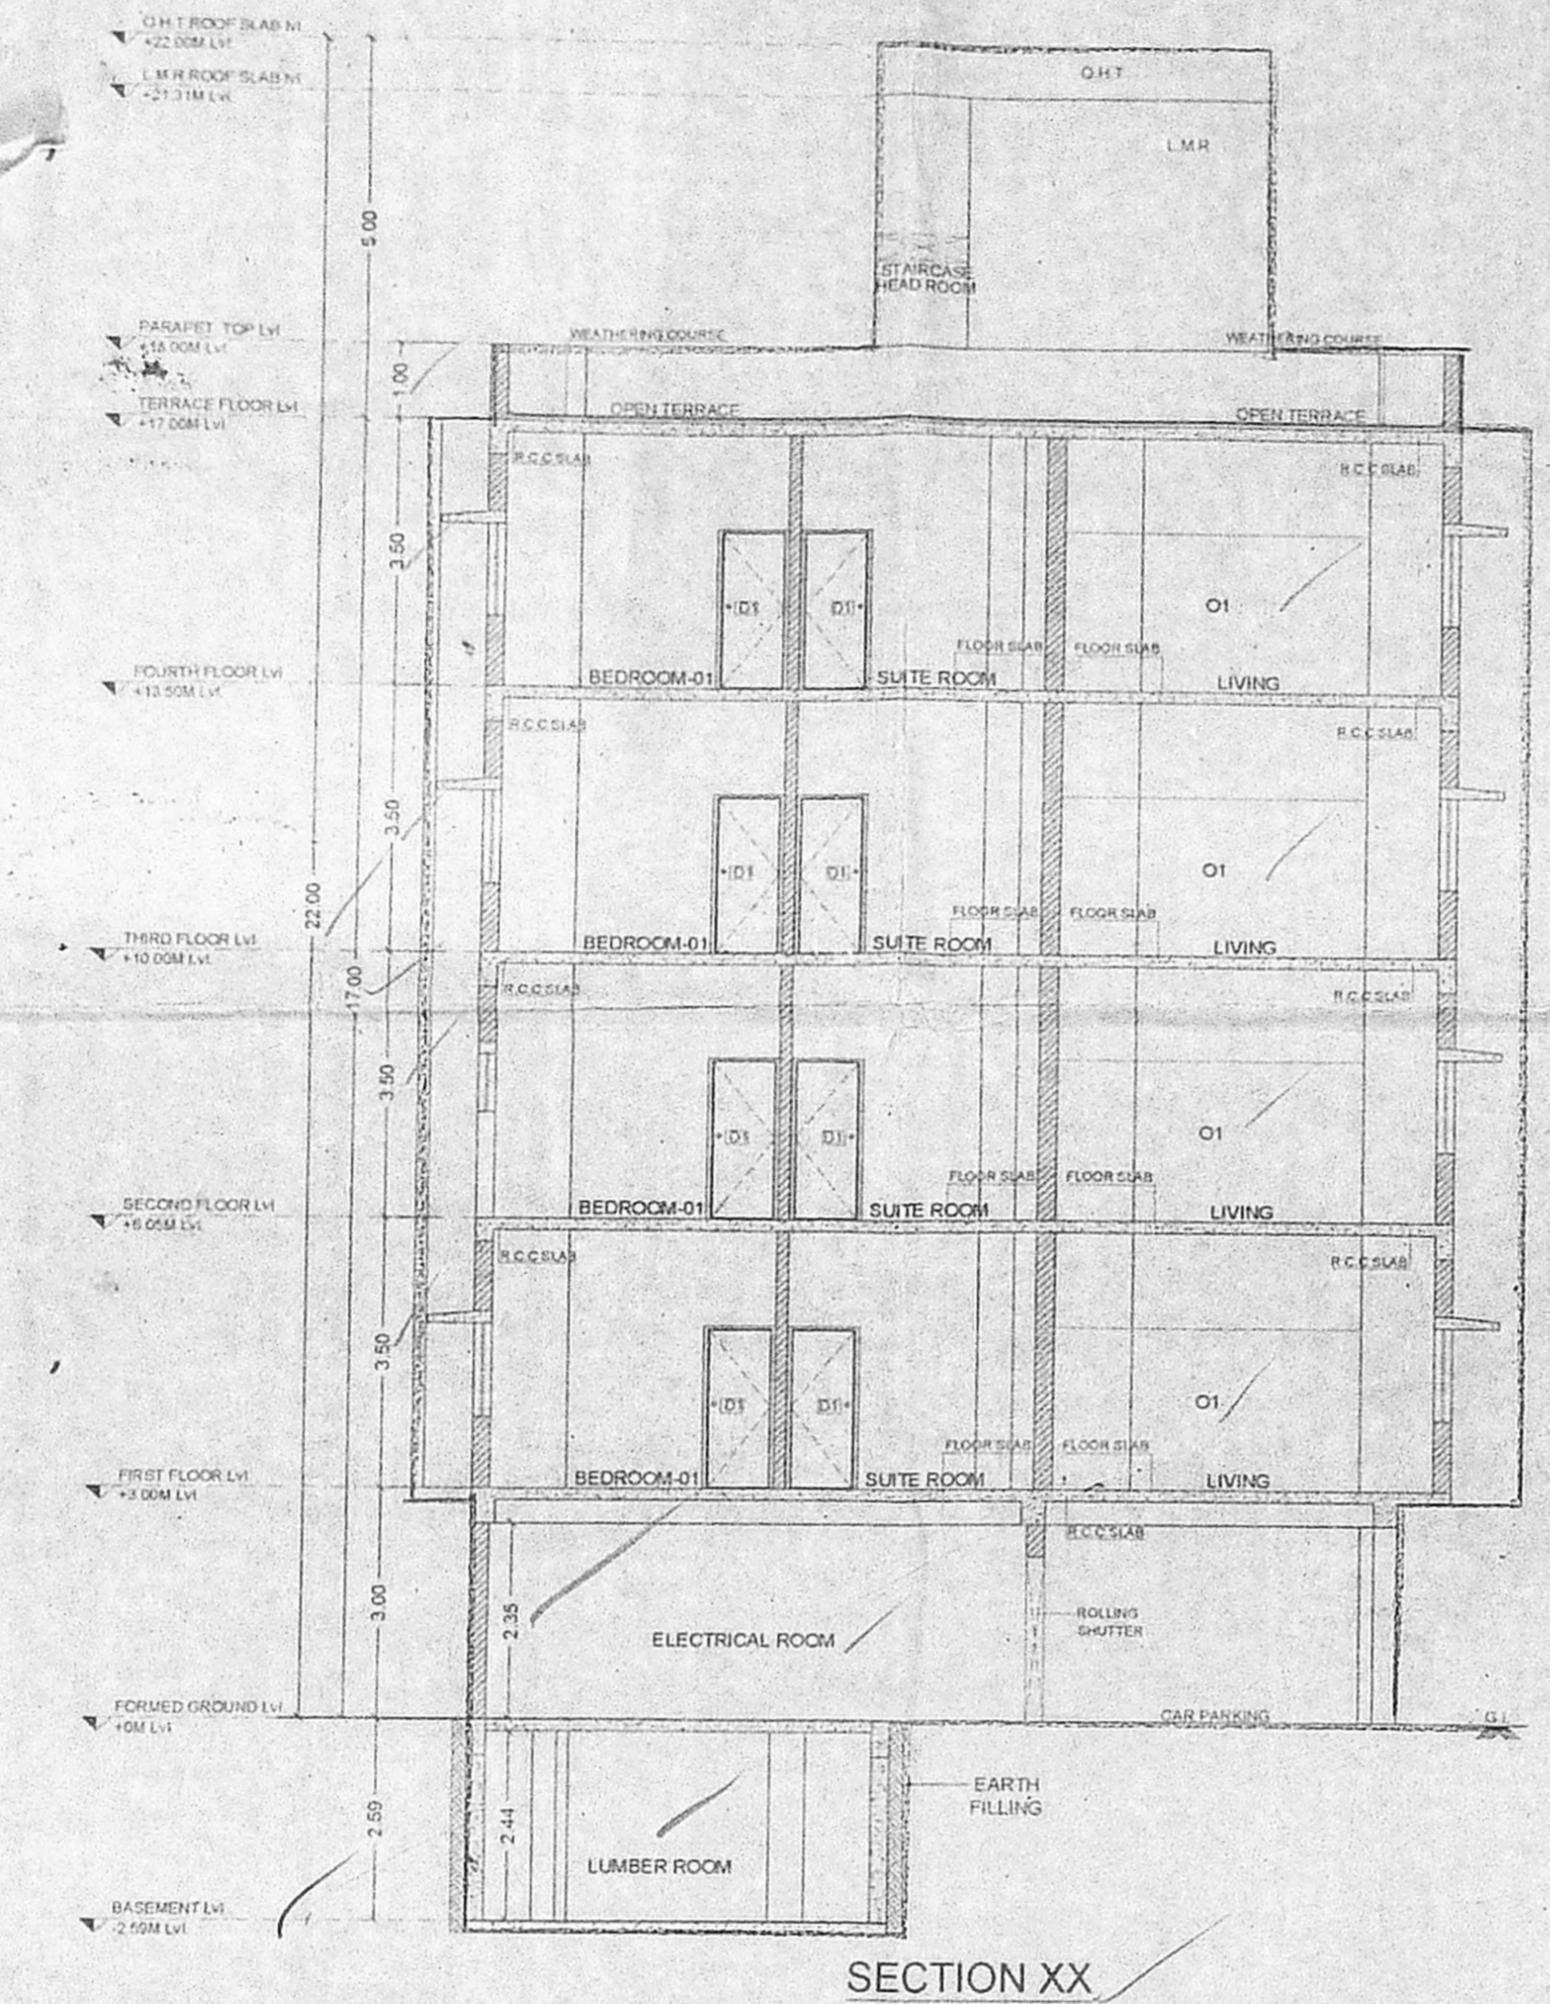 O.H.T ROOF SLAB lvl
+22.00M Lvl
L.M.R ROOF SLAB lvl
+21.31M Lvl
O.H.T
L.M.R
5.00
STAIRCASE
HEAD ROOM
PARAPET TOP Lvl
+18.00M Lvl
WEATHERING COURSE
WEATHERING COURSE
1.00
TERRACE FLOOR Lvl
+17.00M Lvl
OPEN TERRACE
OPEN TERRACE
R.C.C SLAB
R.C.C SLAB
3.50
D1
D1
O1
FLOOR SLAB
FLOOR SLAB
FOURTH FLOOR Lvl
+13.50M Lvl
BEDROOM-01
SUITE ROOM
LIVING
R.C.C SLAB
R.C.C SLAB
3.50
D1
D1
O1
22.00
FLOOR SLAB
FLOOR SLAB
THIRD FLOOR Lvl
+10.00M Lvl
BEDROOM-01
SUITE ROOM
LIVING
17.00
R.C.C SLAB
R.C.C SLAB
3.50
D1
D1
O1
FLOOR SLAB
FLOOR SLAB
SECOND FLOOR Lvl
+6.05M Lvl
BEDROOM-01
SUITE ROOM
LIVING
R.C.C SLAB
R.C.C SLAB
3.50
D1
D1
O1
FLOOR SLAB
FLOOR SLAB
FIRST FLOOR Lvl
+3.00M Lvl
BEDROOM-01
SUITE ROOM
LIVING
R.C.C SLAB
3.00
2.35
ROLLING
SHUTTER
ELECTRICAL ROOM
FORMED GROUND Lvl
+0M Lvl
CAR PARKING
G.L
EARTH
FILLING
2.59
2.44
LUMBER ROOM
BASEMENT Lvl
-2.59M Lvl
SECTION XX